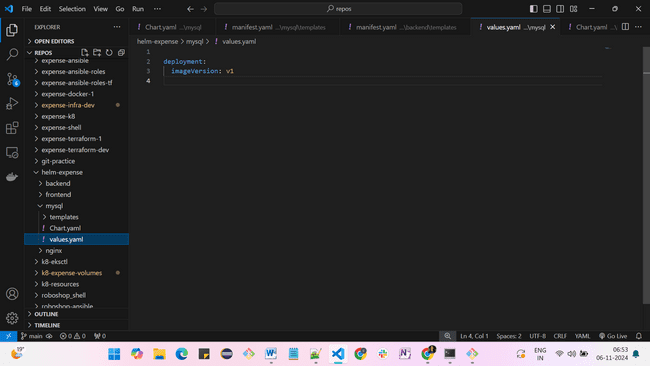 File Edit Selection View Go Run ···
repos
EXPLORER
Chart.yaml ...\mysql
manifest.yaml ...\mysql\templates
manifest.yaml ...\backend\templates
values.yaml ...\mysql
Chart.yaml ...\b
OPEN EDITORS
helm-expense > mysql > values.yaml
REPOS
expense-ansible
expense-ansible-roles
expense-ansible-roles-tf
expense-docker-1
expense-infra-dev
expense-k8
expense-shell
expense-terraform-1
expense-terraform-dev
git-practice
helm-expense
backend
frontend
mysql
templates
! Chart.yaml
! values.yaml
nginx
k8-eksctl
k8-expense-volumes
k8-resources
roboshop_shell
roboshop-ansible
OUTLINE
TIMELINE
1
2 deployment:
3 imageVersion: v1
4
main 0 0 0 Ln 4, Col 1 Spaces: 2 UTF-8 CRLF YAML Go Live
19° ENG IN 06:53 06-11-2024